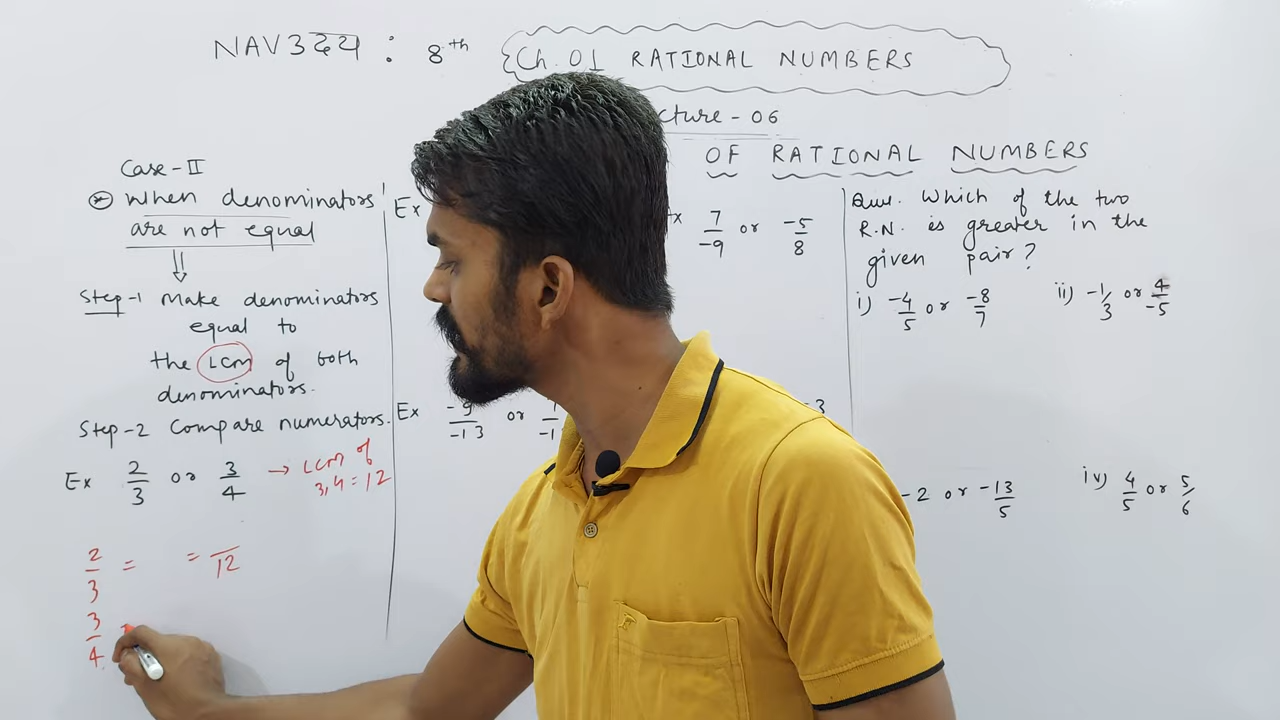 NAV3 : 8th Ch. 01 RATIONAL NUMBERS
cture - 06
OF RATIONAL NUMBERS
Case - II
When denominators
are not equal
⇓
Step-1 Make denominators
equal to
the LCM of both
denominators.
Step-2 Compare numerators.
Ex 2/3 or 3/4 → LCM of
3,4 = 12
2/3 = = /12
3/4
Ex
7/-9 or -5/8
Ex -9/-13 or
-3
Que. Which of the two
R.N. is greater in the
given pair?
i) -4/5 or -8/7 ii) -1/3 or 4/-5
-2 or -13/5 iv) 4/5 or 5/6